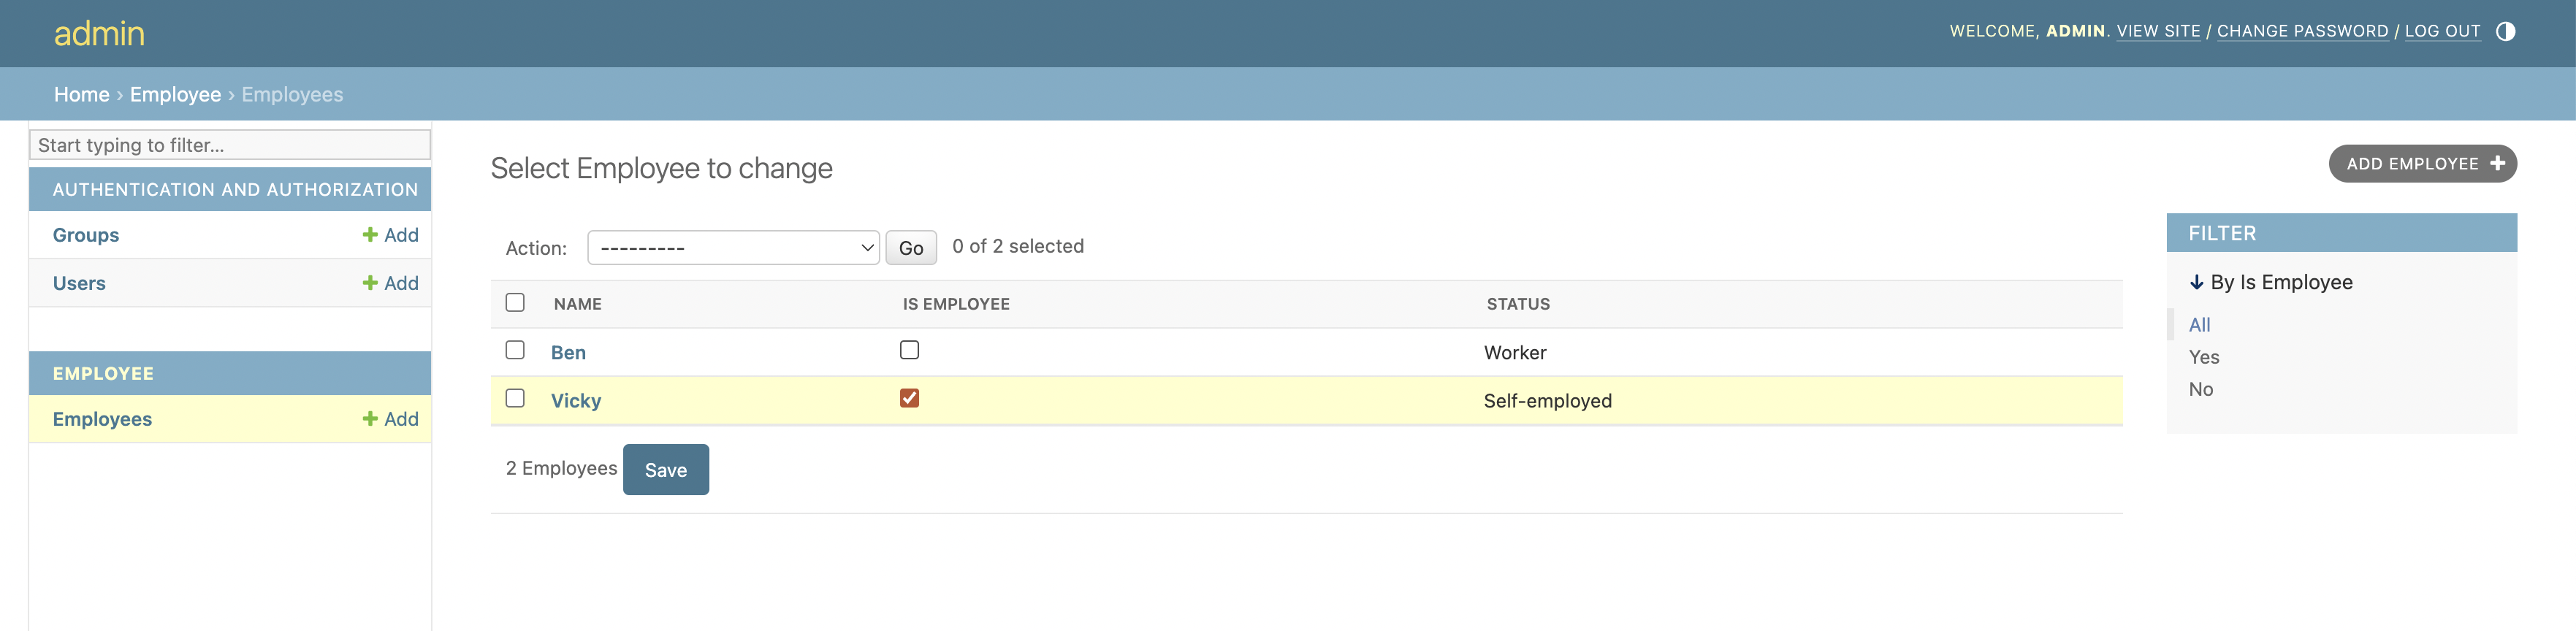 admin
WELCOME, ADMIN. VIEW SITE / CHANGE PASSWORD / LOG OUT
Home › Employee › Employees
Start typing to filter...
AUTHENTICATION AND AUTHORIZATION
Groups + Add
Users + Add
EMPLOYEE
Employees + Add
Select Employee to change
ADD EMPLOYEE +
Action: --------- Go 0 of 2 selected
NAME IS EMPLOYEE STATUS
Ben Worker
Vicky Self-employed
2 Employees Save
FILTER
↓ By Is Employee
All
Yes
No